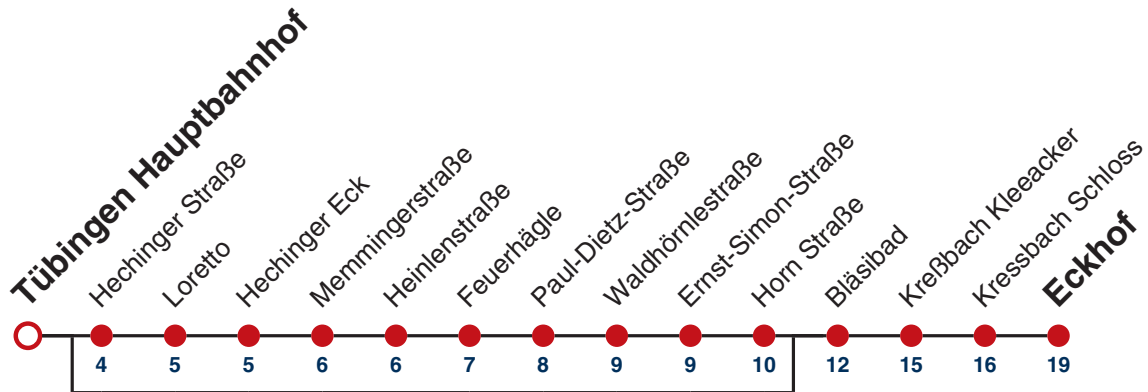 Tübingen Hauptbahnhof
Hechinger Straße
Loretto
Hechinger Eck
Memmingerstraße
Heinlenstraße
Feuerhägle
Paul-Dietz-Straße
Waldhörnlestraße
Ernst-Simon-Straße
Horn Straße
Bläsibad
Kreßbach Kleeacker
Kressbach Schloss
Eckhof
4 5 5 6 6 7 8 9 9 10 12 15 16 19